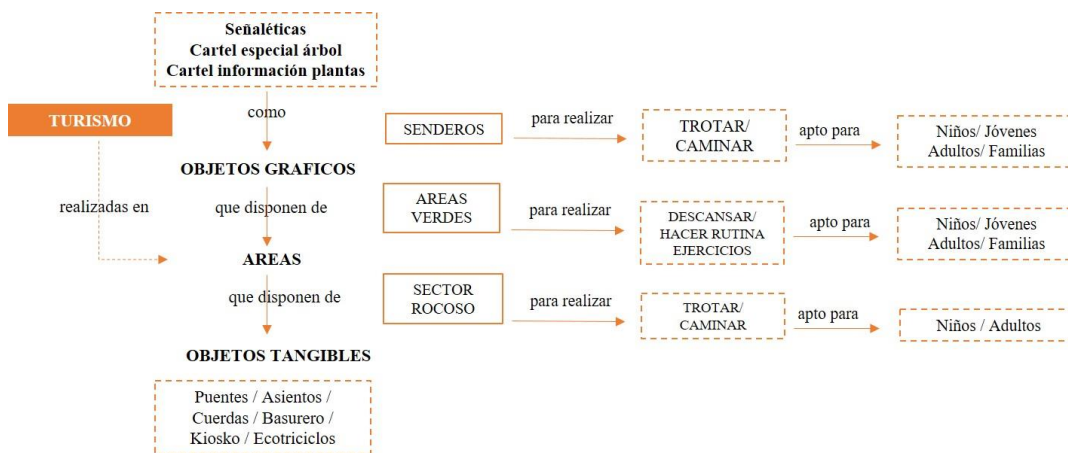 Señaléticas
Cartel especial árbol
Cartel información plantas
TURISMO
como
OBJETOS GRAFICOS
realizadas en
que disponen de
AREAS
que disponen de
OBJETOS TANGIBLES
Puentes / Asientos /
Cuerdas / Basurero /
Kiosko / Ecotriciclos
SENDEROS
para realizar
TROTAR/
CAMINAR
apto para
Niños/ Jóvenes
Adultos/ Familias
AREAS
VERDES
para realizar
DESCANSAR/
HACER RUTINA
EJERCICIOS
apto para
Niños/ Jóvenes
Adultos/ Familias
SECTOR
ROCOSO
para realizar
TROTAR/
CAMINAR
apto para
Niños / Adultos